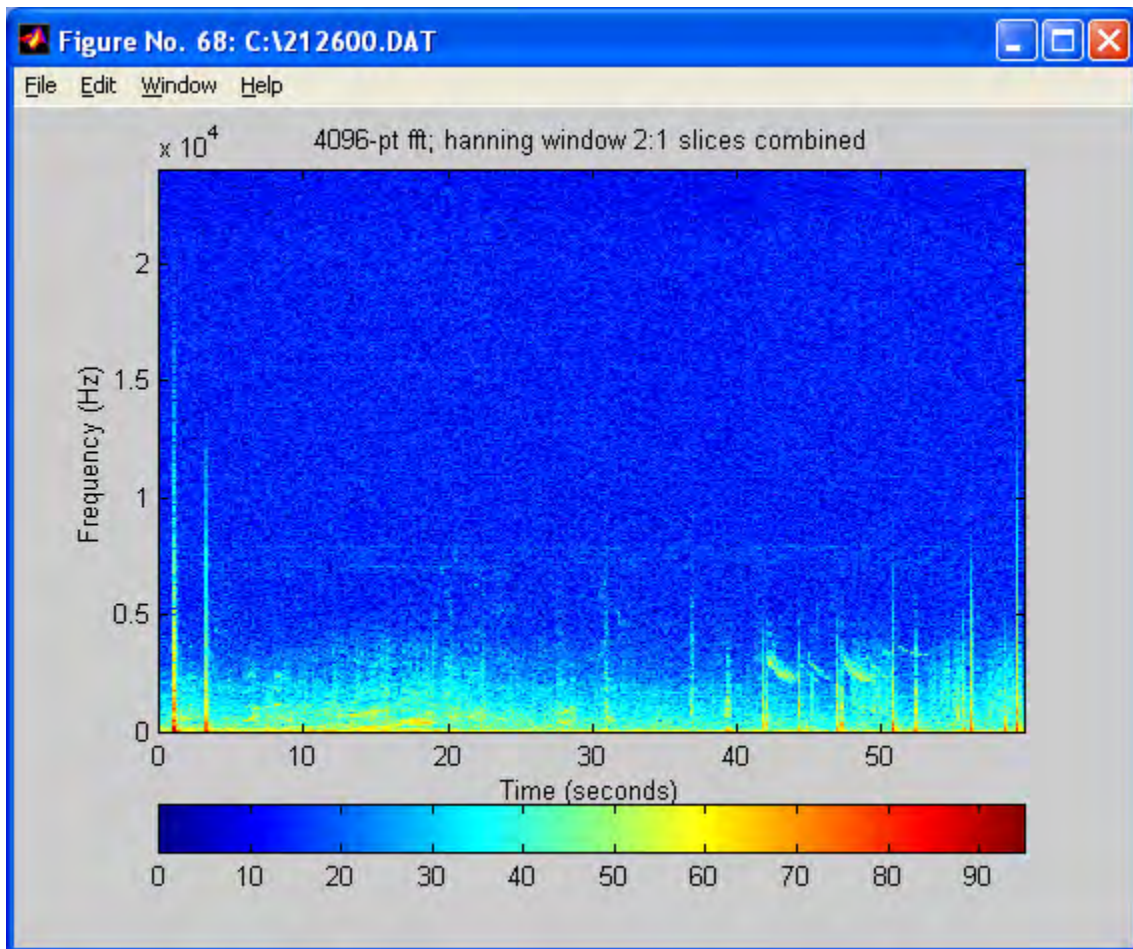 Figure No. 68: C:\212600.DAT
File Edit Window Help
x 10^4
4096-pt fft; hanning window 2:1 slices combined
Frequency (Hz)
2
1.5
1
0.5
0
0 10 20 30 40 50
Time (seconds)
0 10 20 30 40 50 60 70 80 90